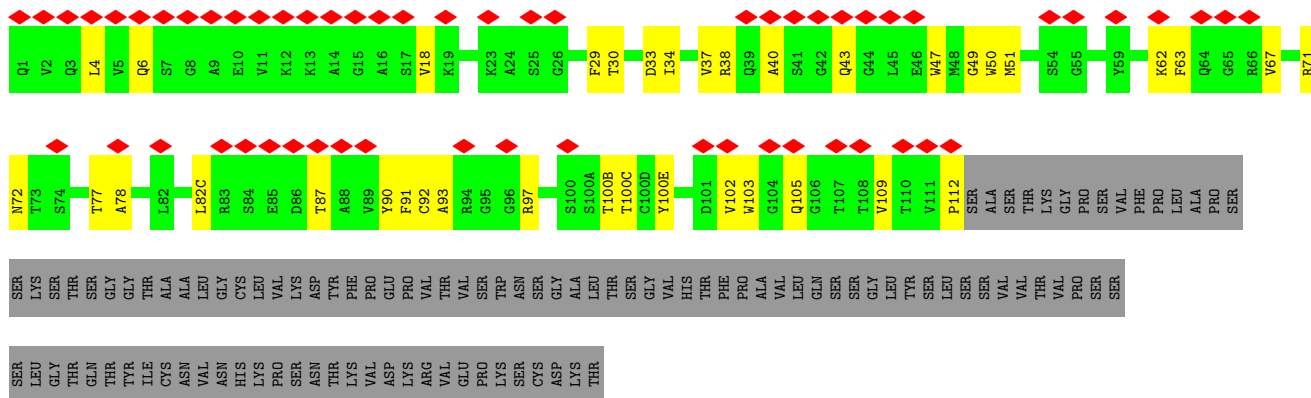 Q1 V2 Q3 L4 V5 Q6 S7 G8 A9 E10 V11 K12 K13 A14 G15 A16 S17 V18 K19 K23 A24 S25 G26 F29 T30 D33 I34 V37 R38 Q39 A40 S41 G42 Q43 G44 L45 E46 W47 M48 G49 W50 M51 S54 G55 Y59 K62 F63 Q64 G65 R66 V67 R71
N72 T73 S74 T77 A78 L82 L82C R83 S84 E85 D86 T87 A88 V89 Y90 F91 C92 A93 R94 G95 G96 R97 S100 S100A T100B T100C C100D Y100E D101 V102 W103 G104 Q105 G106 T107 T108 V109 T110 V111 P112 SER ALA SER THR LYS GLY PRO SER VAL PHE PRO LEU ALA PRO SER
SER LYS SER THR SER GLY GLY THR ALA ALA LEU GLY CYS LEU VAL LYS ASP TYR PHE PRO GLU PRO VAL THR VAL SER TRP ASN SER GLY ALA LEU THR SER GLY VAL HIS THR PHE PRO ALA VAL LEU GLN SER SER GLY LEU TYR SER LEU SER SER VAL VAL THR VAL PRO SER SER
SER LEU GLY THR GLN THR TYR ILE CYS ASN VAL ASN HIS LYS PRO SER ASN THR LYS VAL ASP LYS ARG VAL GLU PRO LYS SER CYS ASP LYS THR